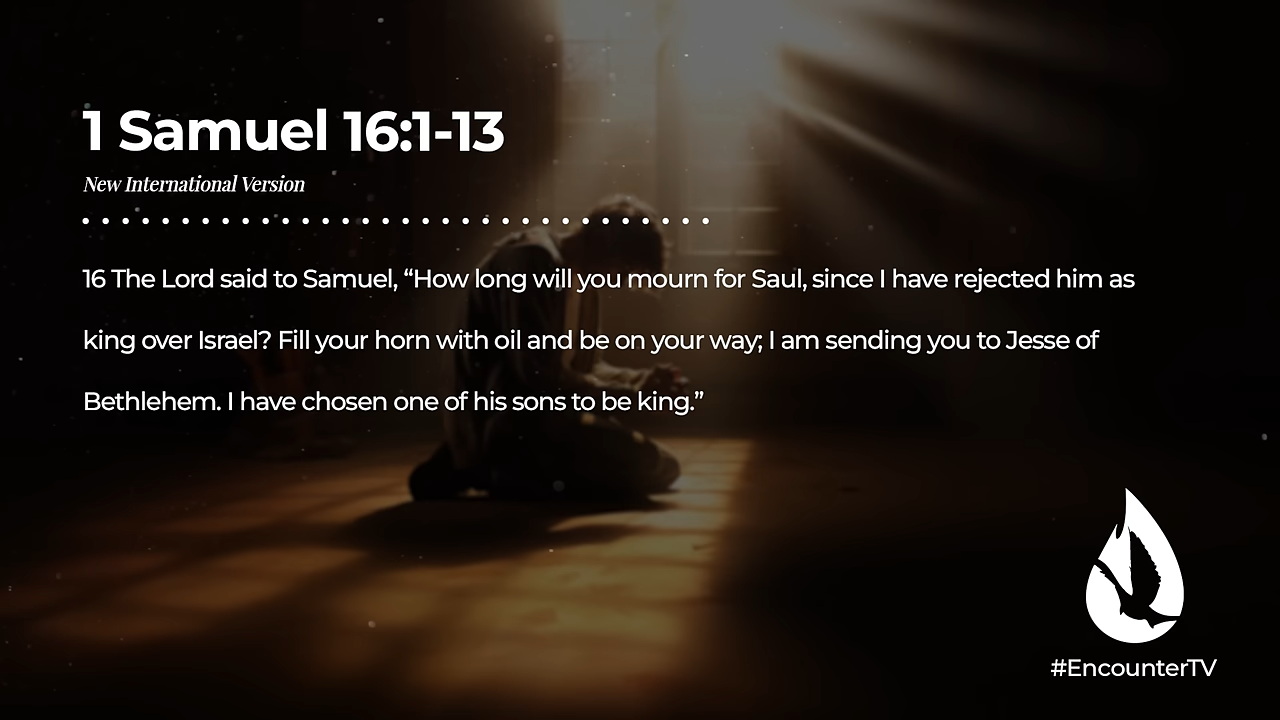 1 Samuel 16:1-13
New International Version
16 The Lord said to Samuel, “How long will you mourn for Saul, since I have rejected him as
king over Israel? Fill your horn with oil and be on your way; I am sending you to Jesse of
Bethlehem. I have chosen one of his sons to be king.”
#EncounterTV